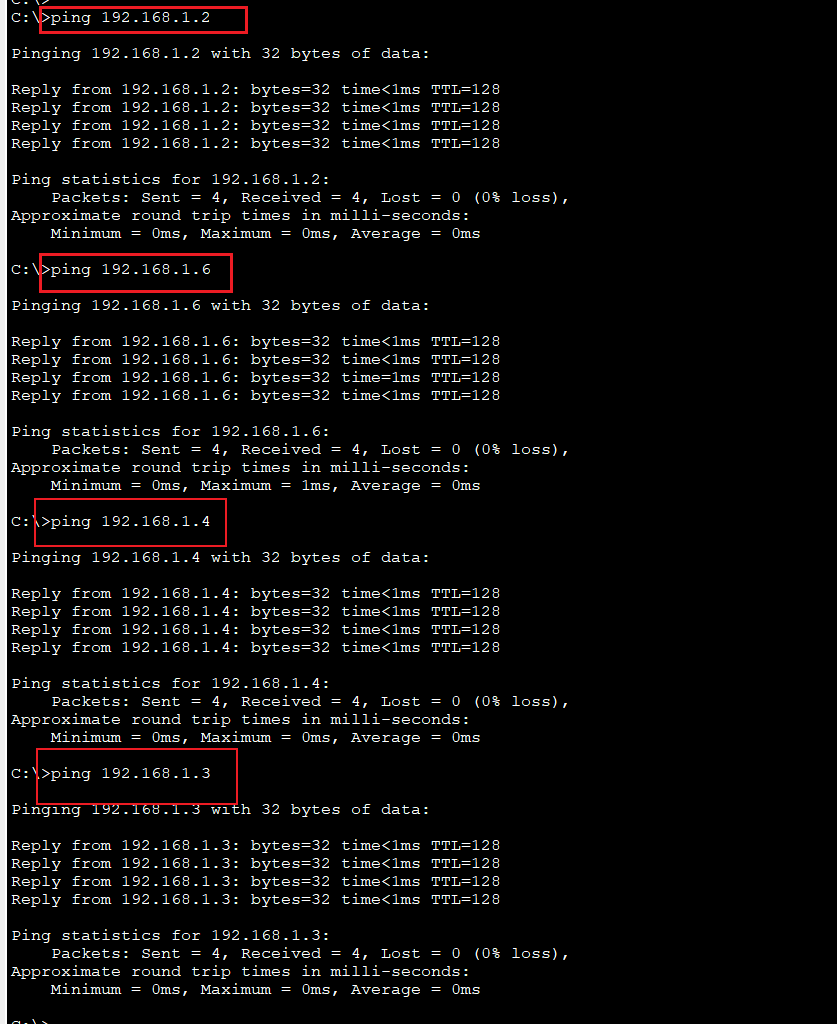 C:\>
C:\>ping 192.168.1.2
Pinging 192.168.1.2 with 32 bytes of data:
Reply from 192.168.1.2: bytes=32 time<1ms TTL=128
Reply from 192.168.1.2: bytes=32 time<1ms TTL=128
Reply from 192.168.1.2: bytes=32 time<1ms TTL=128
Reply from 192.168.1.2: bytes=32 time<1ms TTL=128
Ping statistics for 192.168.1.2:
    Packets: Sent = 4, Received = 4, Lost = 0 (0% loss),
Approximate round trip times in milli-seconds:
    Minimum = 0ms, Maximum = 0ms, Average = 0ms
C:\>ping 192.168.1.6
Pinging 192.168.1.6 with 32 bytes of data:
Reply from 192.168.1.6: bytes=32 time<1ms TTL=128
Reply from 192.168.1.6: bytes=32 time<1ms TTL=128
Reply from 192.168.1.6: bytes=32 time=1ms TTL=128
Reply from 192.168.1.6: bytes=32 time<1ms TTL=128
Ping statistics for 192.168.1.6:
    Packets: Sent = 4, Received = 4, Lost = 0 (0% loss),
Approximate round trip times in milli-seconds:
    Minimum = 0ms, Maximum = 1ms, Average = 0ms
C:\>ping 192.168.1.4
Pinging 192.168.1.4 with 32 bytes of data:
Reply from 192.168.1.4: bytes=32 time<1ms TTL=128
Reply from 192.168.1.4: bytes=32 time<1ms TTL=128
Reply from 192.168.1.4: bytes=32 time<1ms TTL=128
Reply from 192.168.1.4: bytes=32 time<1ms TTL=128
Ping statistics for 192.168.1.4:
    Packets: Sent = 4, Received = 4, Lost = 0 (0% loss),
Approximate round trip times in milli-seconds:
    Minimum = 0ms, Maximum = 0ms, Average = 0ms
C:\>ping 192.168.1.3
Pinging 192.168.1.3 with 32 bytes of data:
Reply from 192.168.1.3: bytes=32 time<1ms TTL=128
Reply from 192.168.1.3: bytes=32 time<1ms TTL=128
Reply from 192.168.1.3: bytes=32 time<1ms TTL=128
Reply from 192.168.1.3: bytes=32 time<1ms TTL=128
Ping statistics for 192.168.1.3:
    Packets: Sent = 4, Received = 4, Lost = 0 (0% loss),
Approximate round trip times in milli-seconds:
    Minimum = 0ms, Maximum = 0ms, Average = 0ms
C:\>